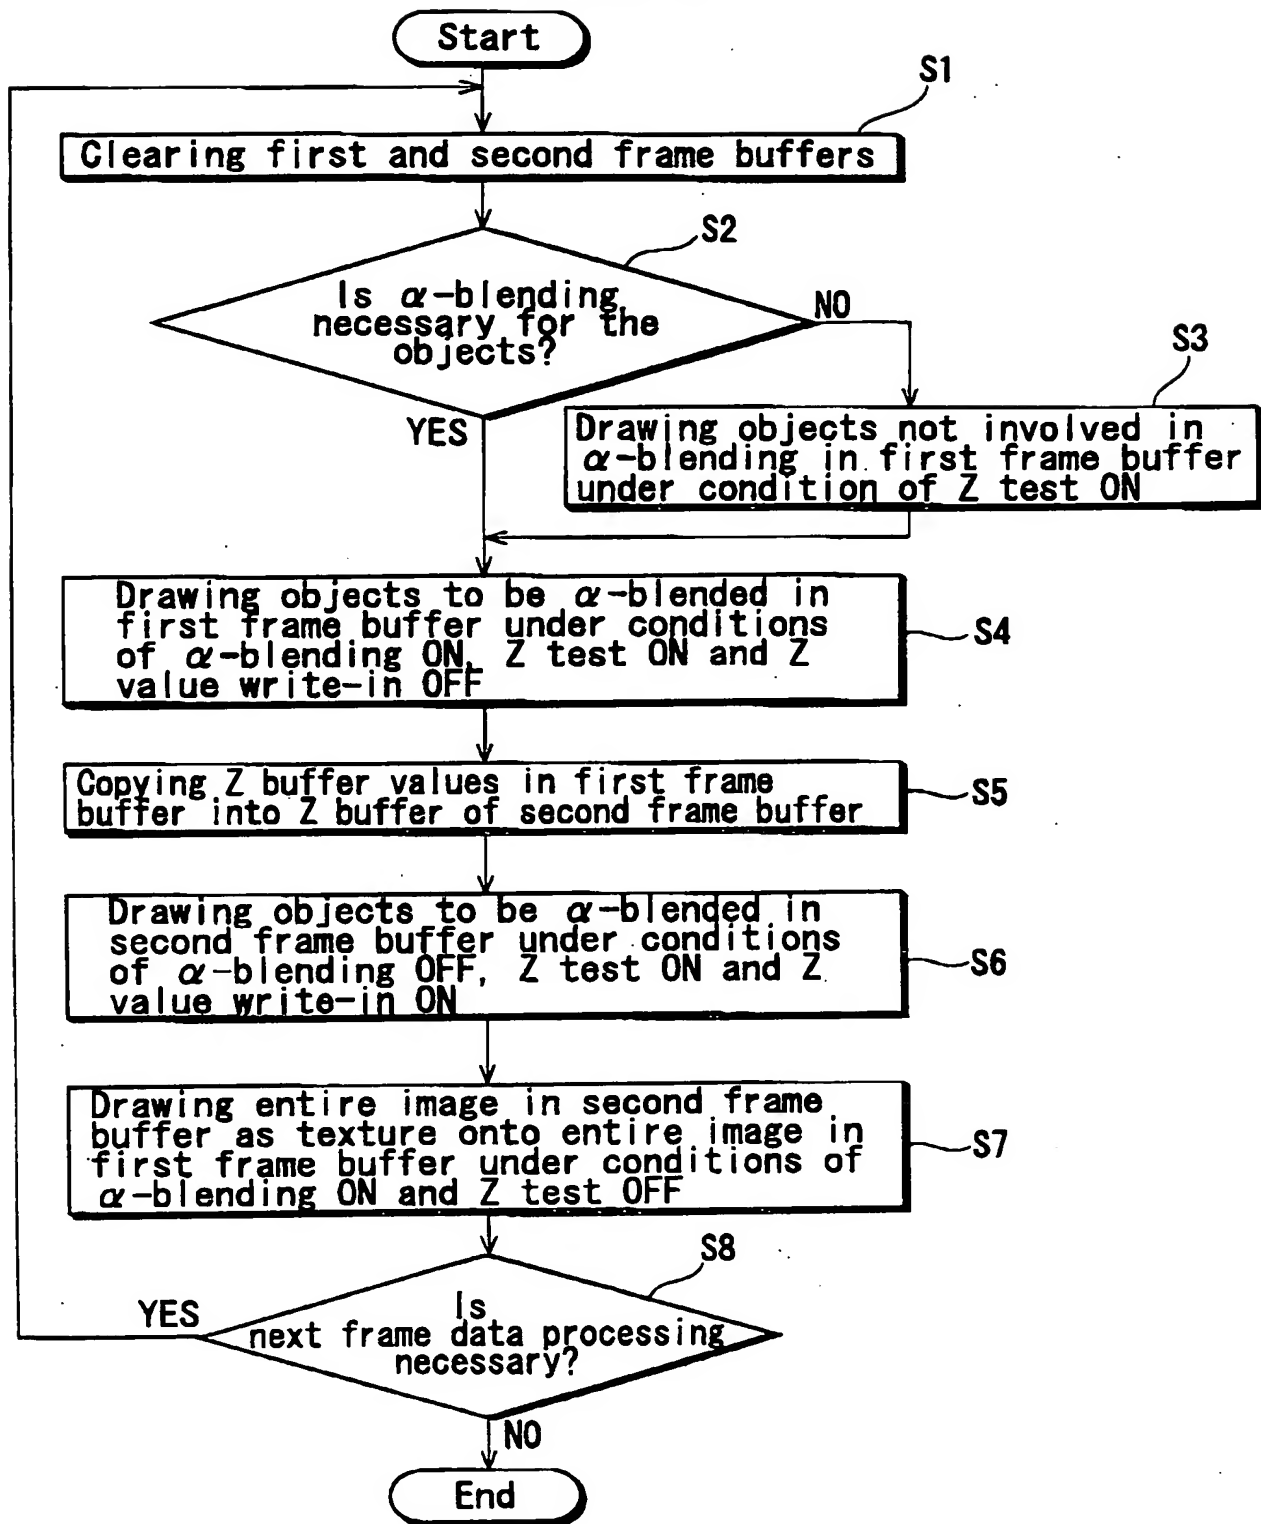 Start
S1
Clearing first and second frame buffers
S2
Is α-blending
necessary for the
objects?
NO
YES
S3
Drawing objects not involved in
α-blending in first frame buffer
under condition of Z test ON
Drawing objects to be α-blended in
first frame buffer under conditions
of α-blending ON, Z test ON and Z
value write-in OFF
S4
Copying Z buffer values in first frame
buffer into Z buffer of second frame buffer
S5
Drawing objects to be α-blended in
second frame buffer under conditions
of α-blending OFF, Z test ON and Z
value write-in ON
S6
Drawing entire image in second frame
buffer as texture onto entire image in
first frame buffer under conditions of
α-blending ON and Z test OFF
S7
S8
YES
Is
next frame data processing
necessary?
NO
End